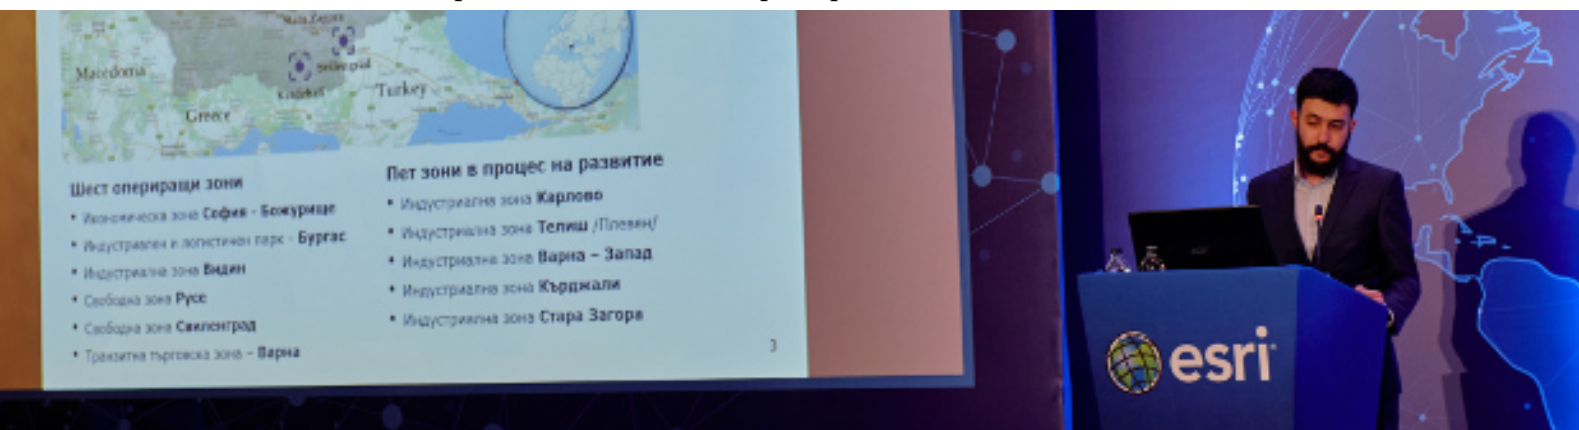 Macedonia
Svilengrad
Kardzhali
Turkey
Greece
Шест опериращи зони
• Икономическа зона София - Божурище
• Индустриален и логистичен парк - Бургас
• Индустриална зона Видин
• Свободна зона Русе
• Свободна зона Свиленград
• Транзитна търговска зона – Варна
Пет зони в процес на развитие
• Индустриална зона Карлово
• Индустриална зона Телиш /Плевен/
• Индустриална зона Варна – Запад
• Индустриална зона Кърджали
• Индустриална зона Стара Загора
3
esri